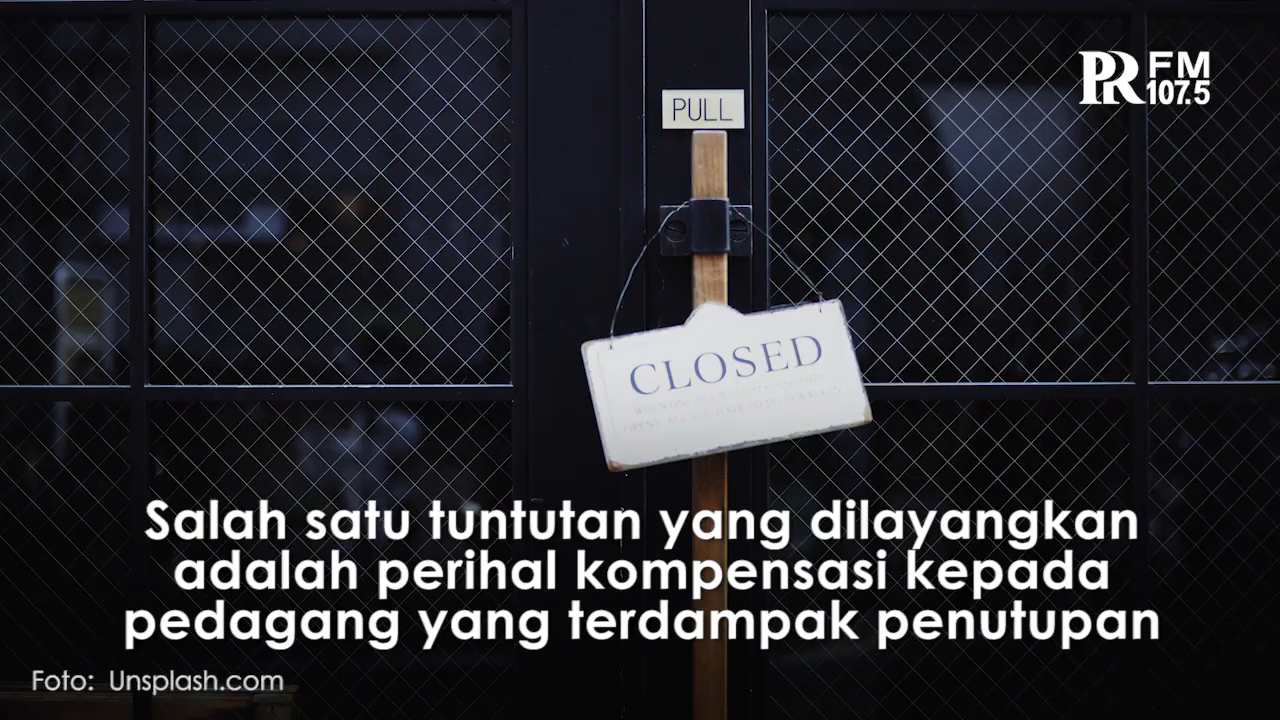 PR FM
107.5
PULL
CLOSED
Salah satu tuntutan yang dilayangkan
adalah perihal kompensasi kepada
pedagang yang terdampak penutupan
Foto: Unsplash.com